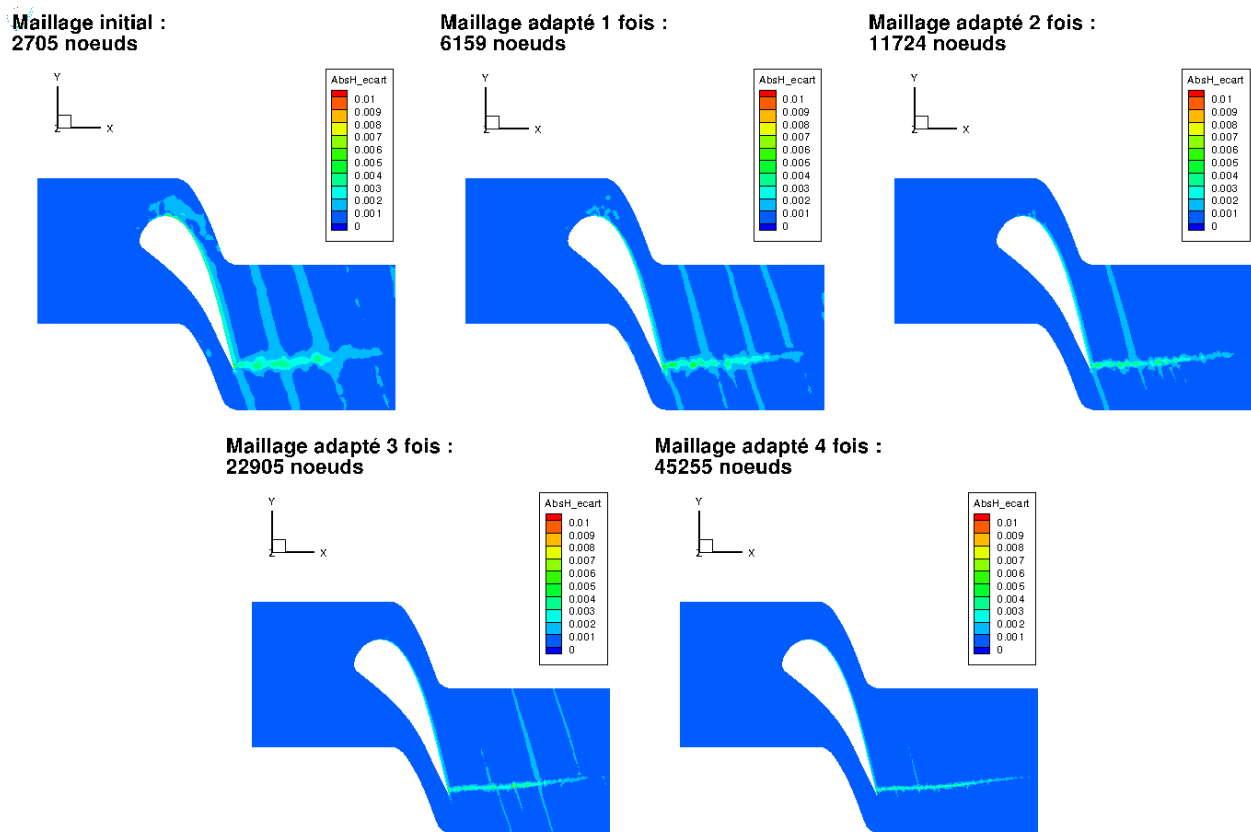 Maillage initial :
2705 noeuds
Y
Z
X
AbsH_ecart
0.01
0.009
0.008
0.007
0.006
0.005
0.004
0.003
0.002
0.001
0
Maillage adapté 1 fois :
6159 noeuds
Y
Z
X
AbsH_ecart
0.01
0.009
0.008
0.007
0.006
0.005
0.004
0.003
0.002
0.001
0
Maillage adapté 2 fois :
11724 noeuds
Y
Z
X
AbsH_ecart
0.01
0.009
0.008
0.007
0.006
0.005
0.004
0.003
0.002
0.001
0
Maillage adapté 3 fois :
22905 noeuds
Y
Z
X
AbsH_ecart
0.01
0.009
0.008
0.007
0.006
0.005
0.004
0.003
0.002
0.001
0
Maillage adapté 4 fois :
45255 noeuds
Y
Z
X
AbsH_ecart
0.01
0.009
0.008
0.007
0.006
0.005
0.004
0.003
0.002
0.001
0